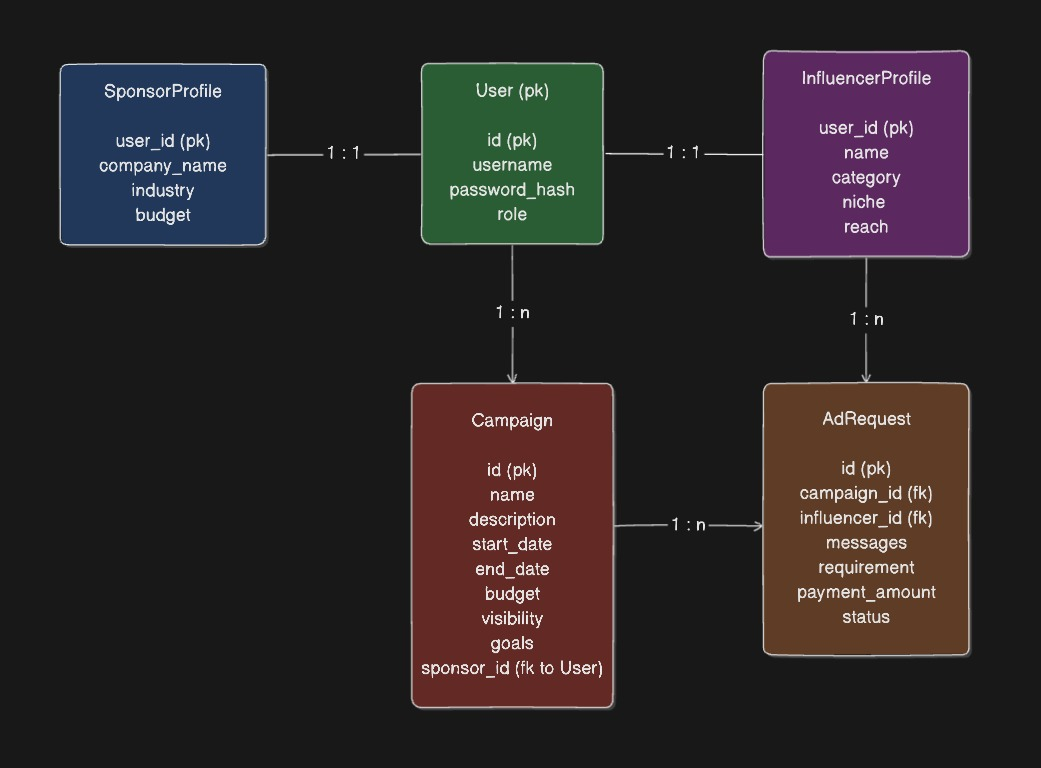 SponsorProfile
user_id (pk)
company_name
industry
budget
1 : 1
User (pk)
id (pk)
username
password_hash
role
1 : 1
InfluencerProfile
user_id (pk)
name
category
niche
reach
1 : n
1 : n
Campaign
id (pk)
name
description
start_date
end_date
budget
visibility
goals
sponsor_id (fk to User)
1 : n
AdRequest
id (pk)
campaign_id (fk)
influencer_id (fk)
messages
requirement
payment_amount
status